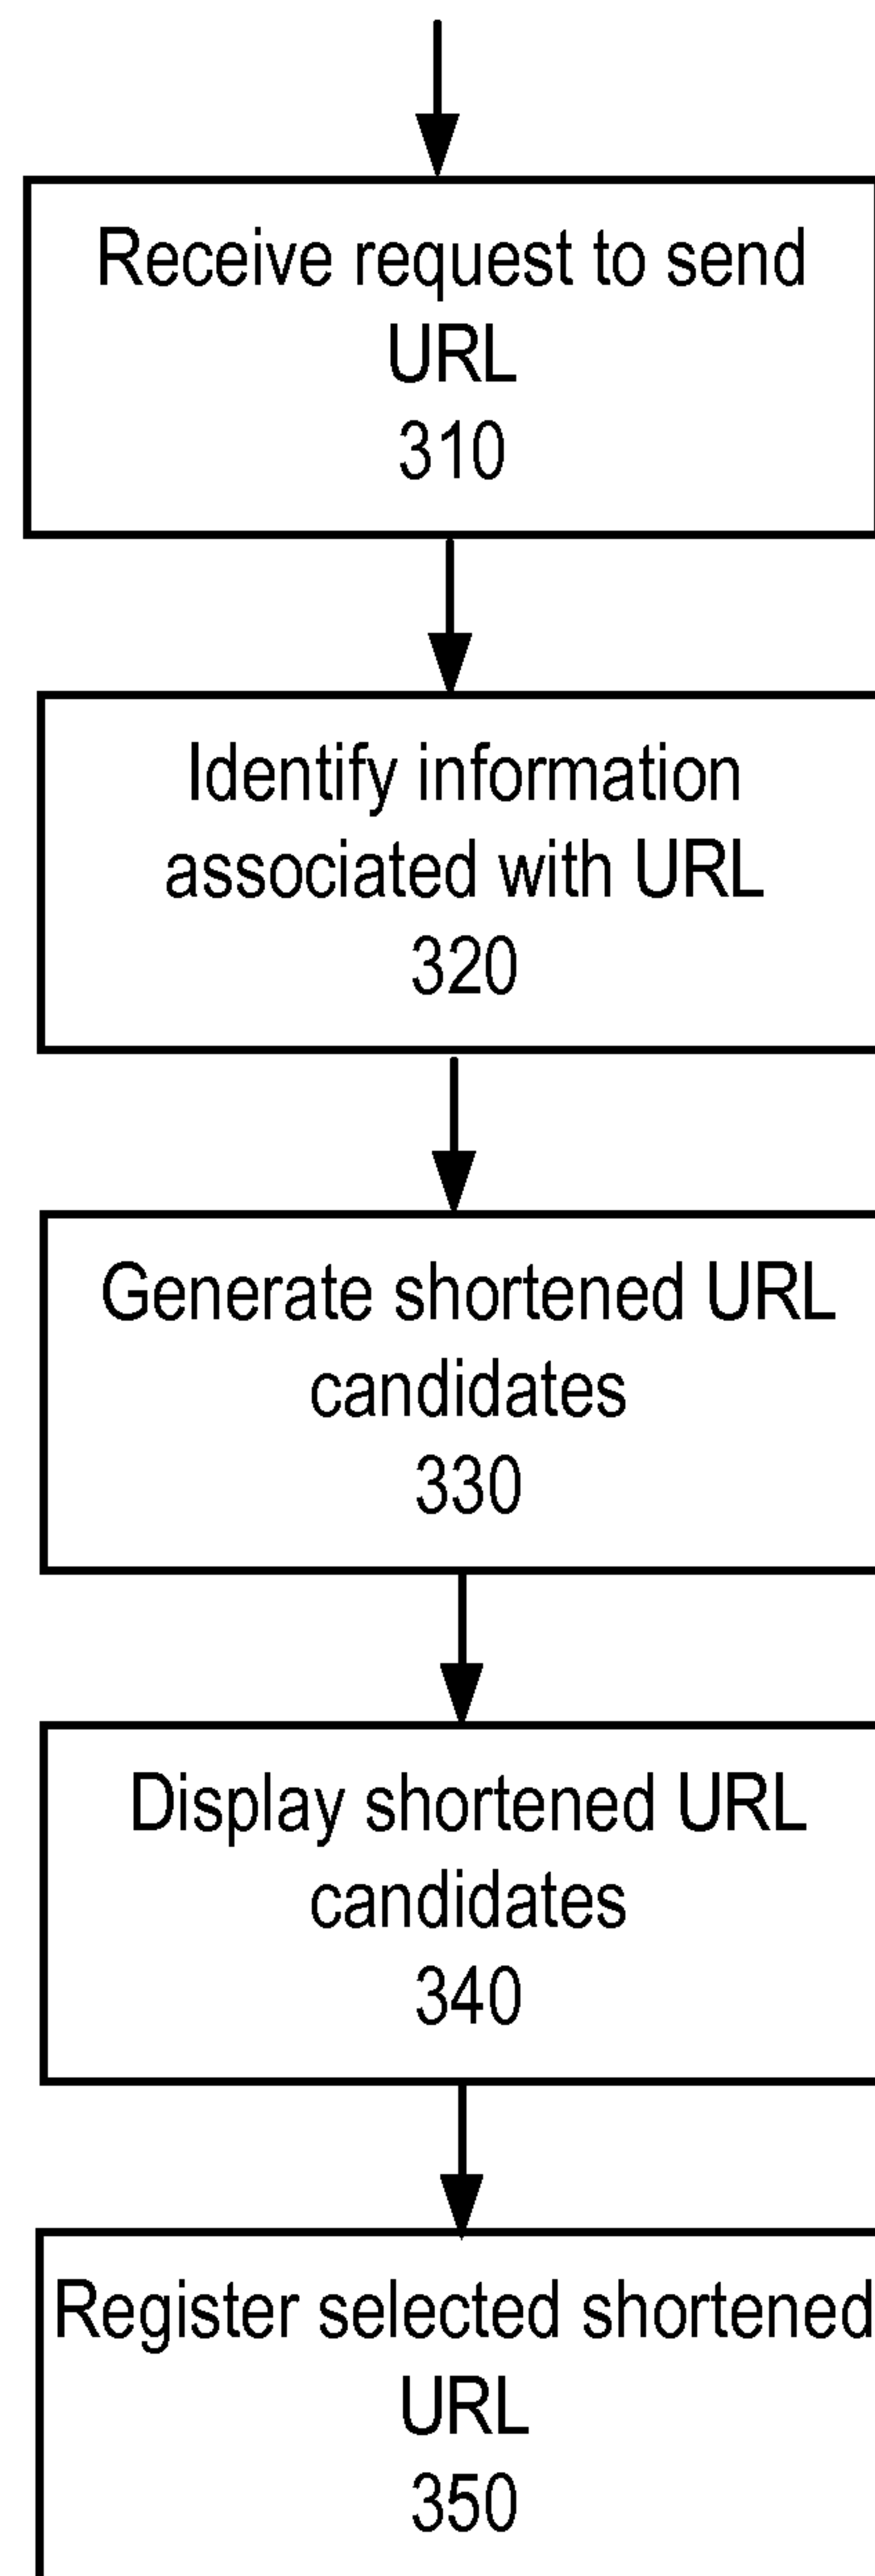 Receive request to send
URL
310
Identify information
associated with URL
320
Generate shortened URL
candidates
330
Display shortened URL
candidates
340
Register selected shortened
URL
350